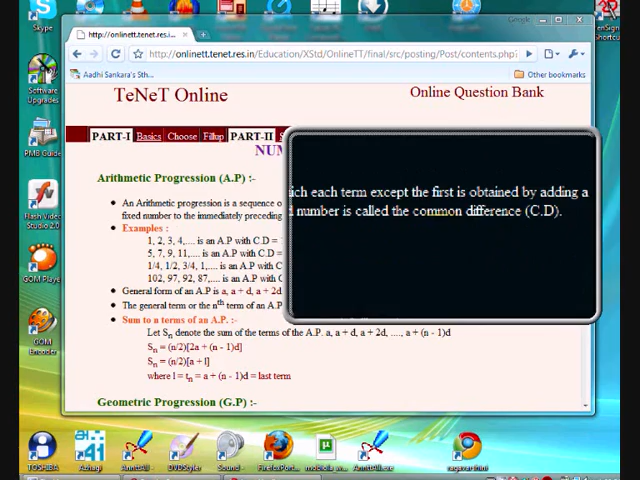 Skype
Software Upgrades
PMB Guide
Flash Video Studio 2.0
GOM Player
GOM Encoder
Google
http://onlinett.tenet.res.i...
http://onlinett.tenet.res.in/Education/XStd/OnlineTT/final/src/posting/Post/contents.php?
Aadhi Sankara's Sth...
Other bookmarks
TeNeT Online
Online Question Bank
PART-I Basics Choose Fillup PART-II
Arithmetic Progression (A.P) :-
An Arithmetic progression is a sequence o
fixed number to the immediately preceding
ich each term except the first is obtained by adding a
d number is called the common difference (C.D).
Examples :
1, 2, 3, 4,.... is an A.P with C.D =
5, 7, 9, 11,.... is an A.P with C.D =
1/4, 1/2, 3/4, 1,.... is an A.P with C.
102, 97, 92, 87,.... is an A.P with C
General form of an A.P is a, a + d, a + 2d
The general term or the nth term of an A.P
Sum to n terms of an A.P. :-
Let Sn denote the sum of the terms of the A.P. a, a + d, a + 2d, ...., a + (n - 1)d
Sn = (n/2)[2a + (n - 1)d]
Sn = (n/2)[a + l]
where l = tn = a + (n - 1)d = last term
Geometric Progression (G.P) :-
TOSHIBA
Azhagi
DVDStyler
Sound -
FirefoxPort...